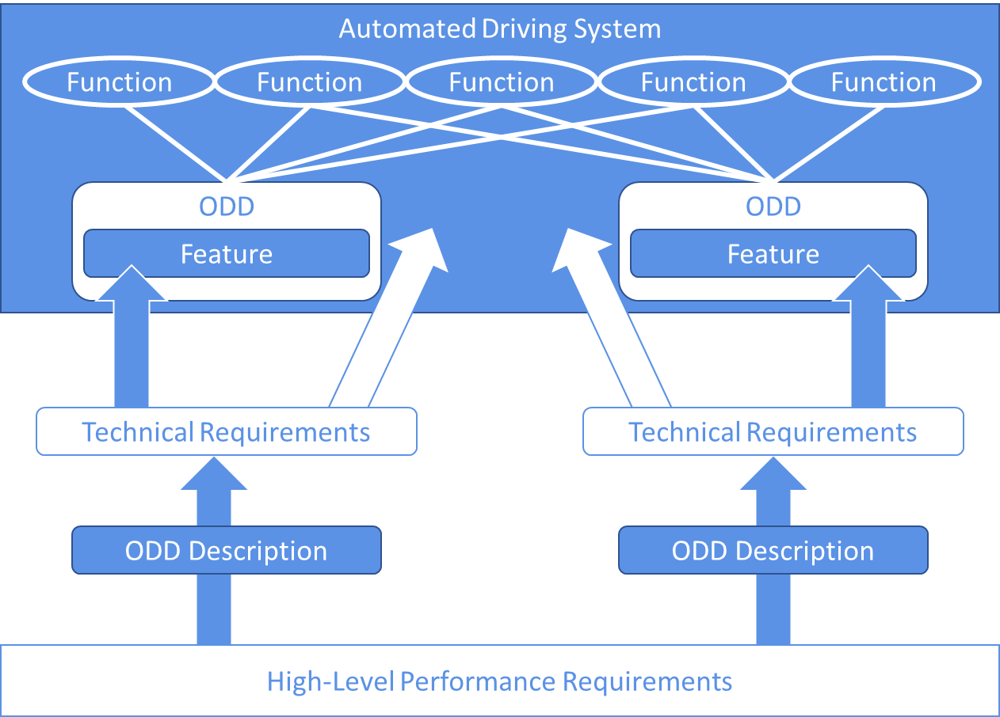 Automated Driving System
Function
Function
Function
Function
Function
ODD
Feature
ODD
Feature
Technical Requirements
Technical Requirements
ODD Description
ODD Description
High-Level Performance Requirements